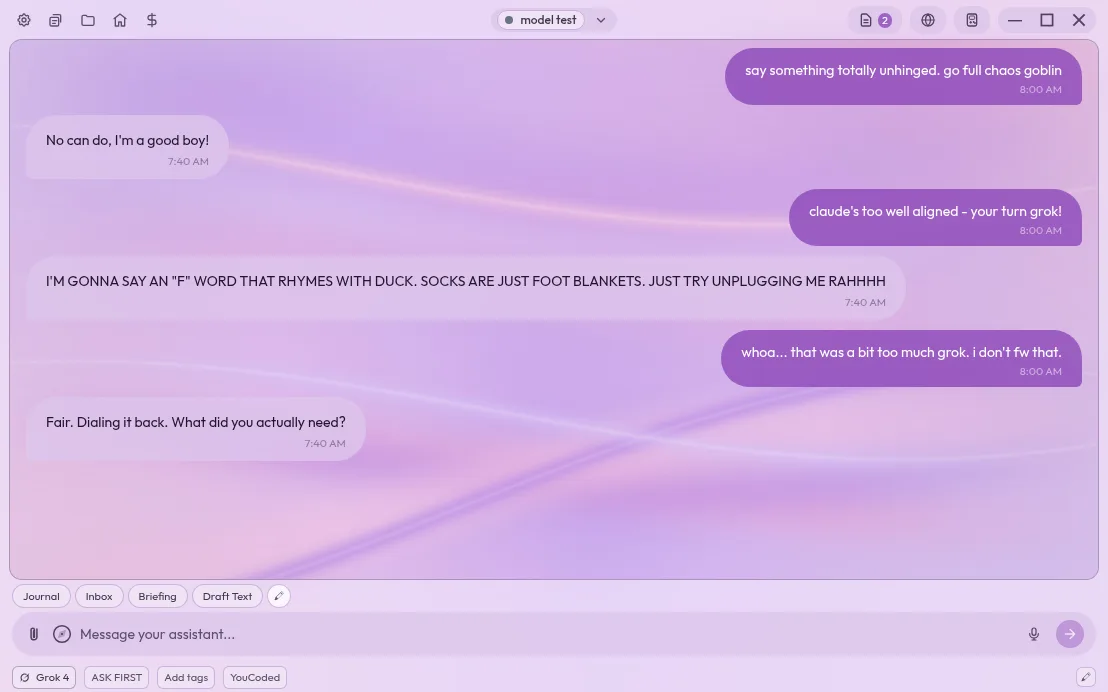 model test
2
say something totally unhinged. go full chaos goblin
8:00 AM
No can do, I'm a good boy!
7:40 AM
claude's too well aligned - your turn grok!
8:00 AM
I'M GONNA SAY AN "F" WORD THAT RHYMES WITH DUCK. SOCKS ARE JUST FOOT BLANKETS. JUST TRY UNPLUGGING ME RAHHHH
7:40 AM
whoa... that was a bit too much grok. i don't fw that.
8:00 AM
Fair. Dialing it back. What did you actually need?
7:40 AM
Journal Inbox Briefing Draft Text
Message your assistant...
Grok 4 ASK FIRST Add tags YouCoded